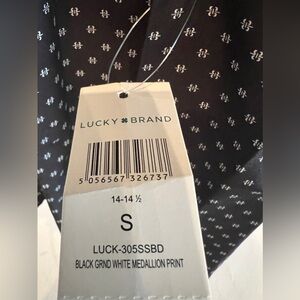 LUCKY BRAND
5 056567 326737
14-14 ½
S
LUCK-305SSBD
BLACK GRND WHITE MEDALLION PRINT